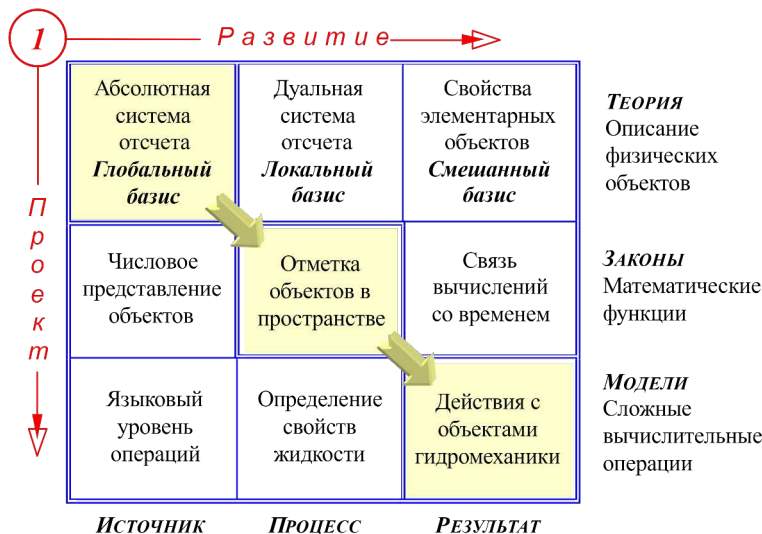 1
Развитие
Проект
Абсолютная
система
отсчета
Глобальный
базис
Дуальная
система
отсчета
Локальный
базис
Свойства
элементарных
объектов
Смешанный
базис
ТЕОРИЯ
Описание
физических
объектов
Числовое
представление
объектов
Отметка
объектов в
пространстве
Связь
вычислений
со временем
ЗАКОНЫ
Математические
функции
Языковый
уровень
операций
Определение
свойств
жидкости
Действия с
объектами
гидромеханики
МОДЕЛИ
Сложные
вычислительные
операции
ИСТОЧНИК
ПРОЦЕСС
РЕЗУЛЬТАТ